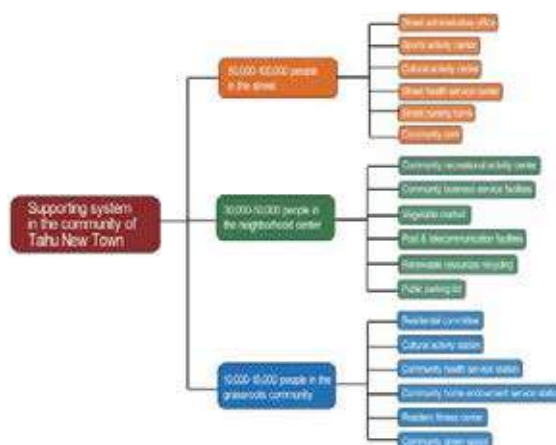 Supporting system
in the community of
Taihu New Town
50,000-100,000 people
in the street
Street administrative office
Sports activity center
Cultural activity center
Street health service center
Street nursing home
Community park
30,000-50,000 people in
the neighborhood center
Community recreational activity center
Community business service facilities
Vegetable market
Post & telecommunication facilities
Renewable resources recycling
Public parking lot
10,000-15,000 people in the
grassroots community
Residential committee
Cultural activity station
Community health service station
Community home endowment service station
Resident fitness center
Community green space